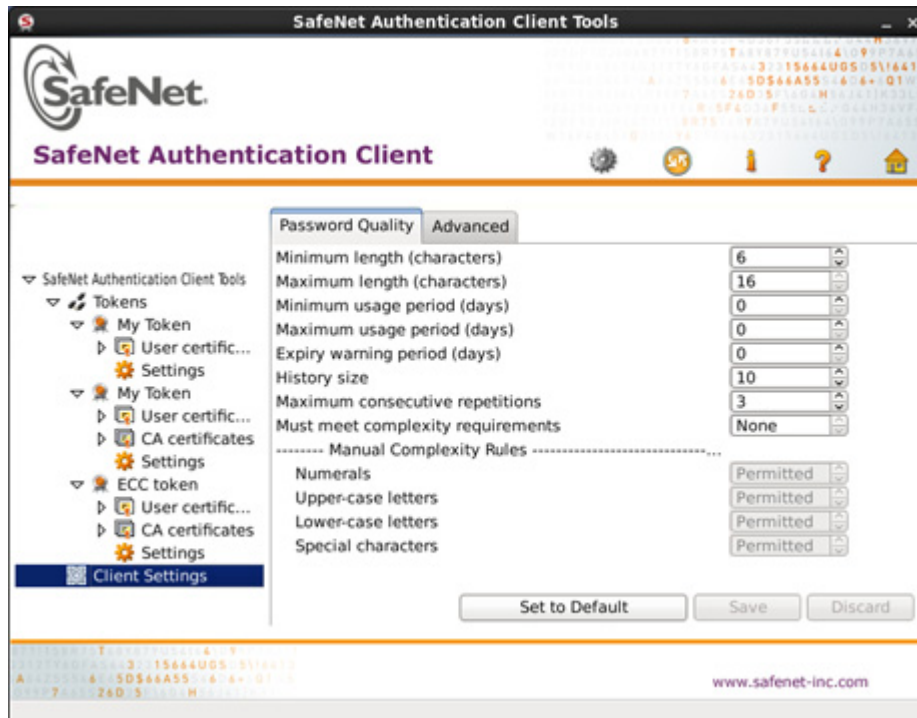 SafeNet Authentication Client Tools
SafeNet.
SafeNet Authentication Client
Password Quality
Advanced
SafeNet Authentication Client Tools
Tokens
My Token
User certific...
Settings
My Token
User certific...
CA certificates
Settings
ECC token
User certific...
CA certificates
Settings
Client Settings
Minimum length (characters) 6
Maximum length (characters) 16
Minimum usage period (days) 0
Maximum usage period (days) 0
Expiry warning period (days) 0
History size 10
Maximum consecutive repetitions 3
Must meet complexity requirements None
-------- Manual Complexity Rules -----------------------------...
Numerals Permitted
Upper-case letters Permitted
Lower-case letters Permitted
Special characters Permitted
Set to Default
Save
Discard
www.safenet-inc.com